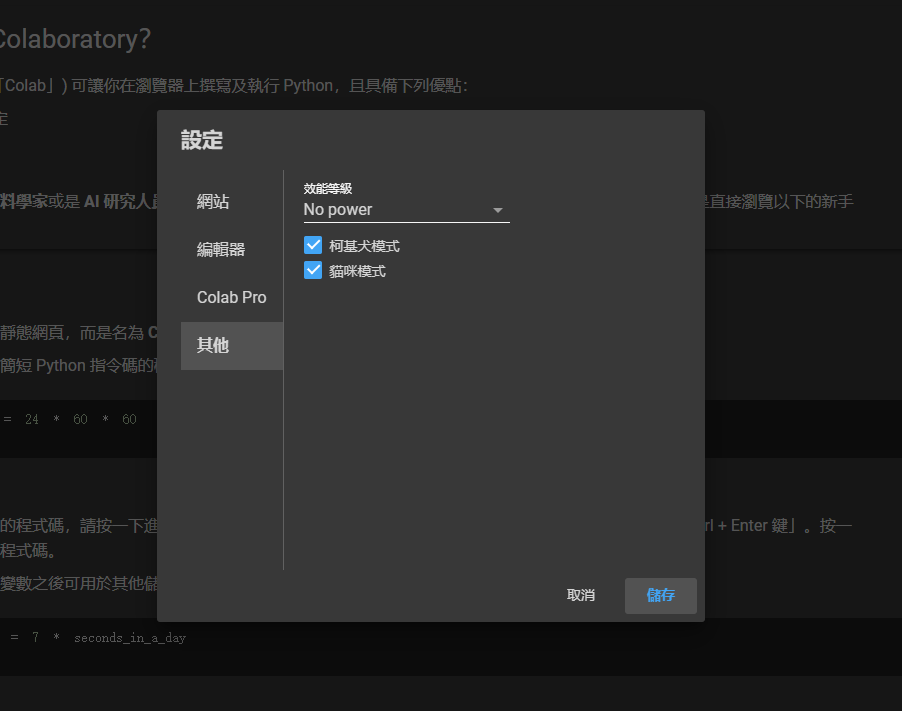 Colaboratory?
「Colab」) 可讓你在瀏覽器上撰寫及執行 Python，且具備下列優點：
定
設定
料學家或是 AI 研究人員
是直接瀏覽以下的新手
網站
編輯器
Colab Pro
其他
效能等級
No power
柯基犬模式
貓咪模式
靜態網頁，而是名為 C
簡短 Python 指令碼的
= 24 * 60 * 60
的程式碼，請按一下進
rl + Enter 鍵」。按一
程式碼。
變數之後可用於其他儲
取消
儲存
= 7 * seconds_in_a_day